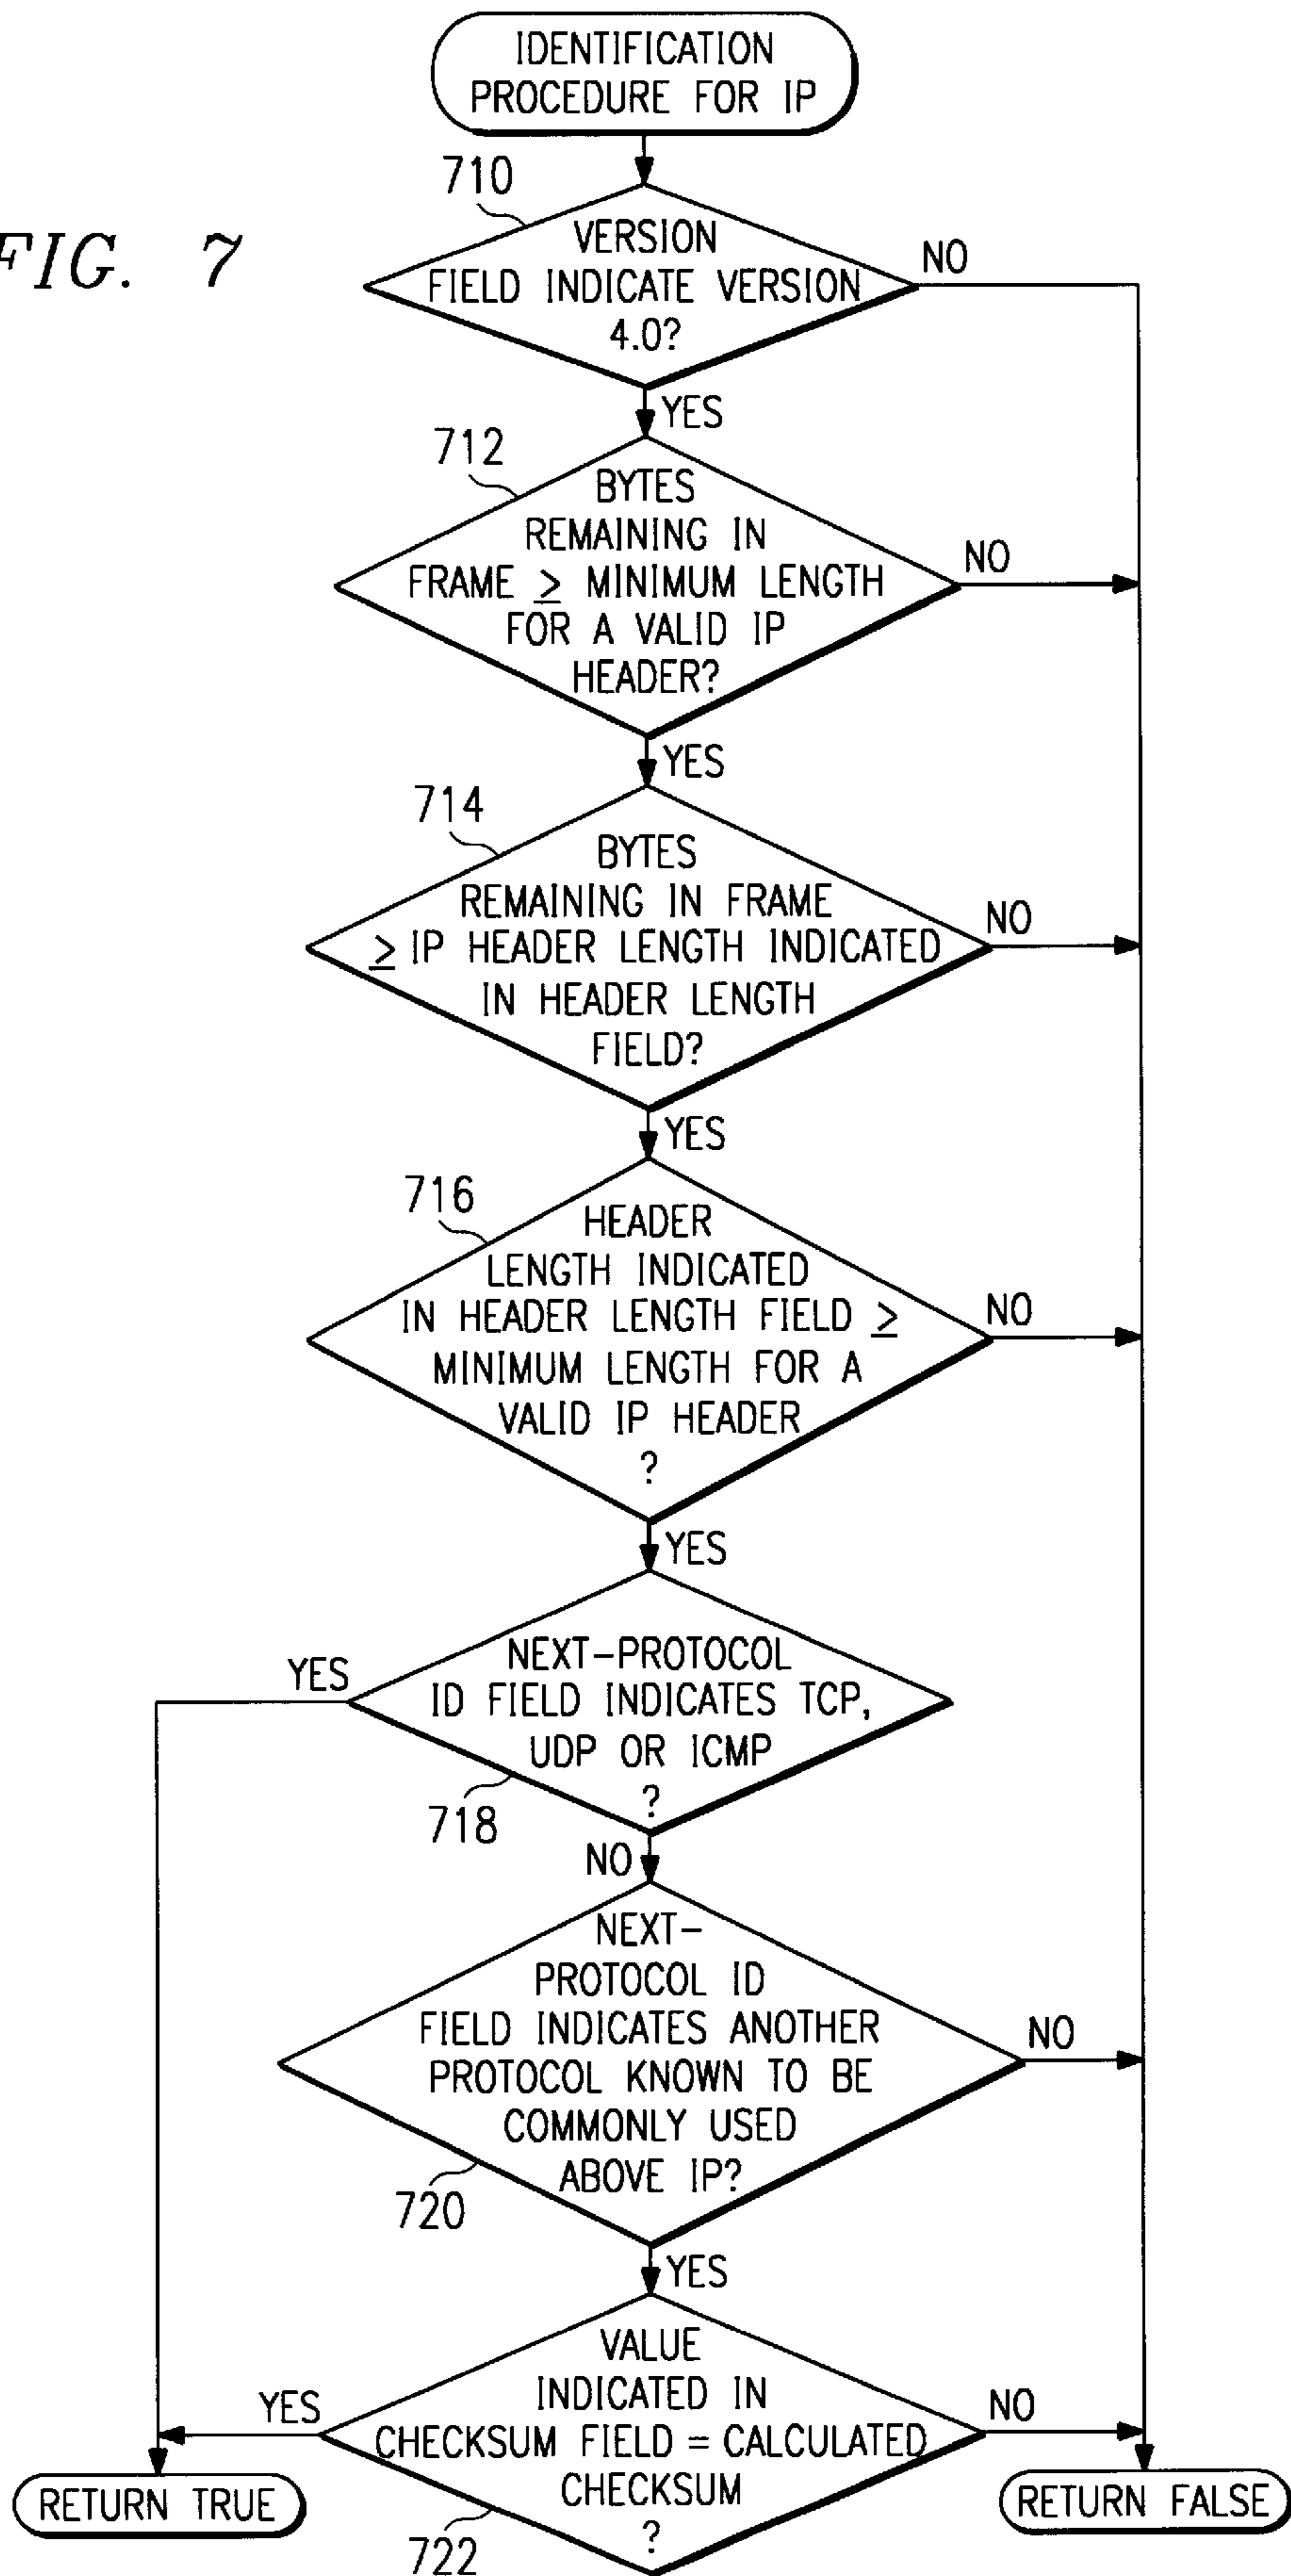 IDENTIFICATION
PROCEDURE FOR IP
FIG. 7
710
VERSION
FIELD INDICATE VERSION
4.0?
NO
YES
712
BYTES
REMAINING IN
FRAME ≥ MINIMUM LENGTH
FOR A VALID IP
HEADER?
NO
YES
714
BYTES
REMAINING IN FRAME
≥ IP HEADER LENGTH INDICATED
IN HEADER LENGTH
FIELD?
NO
YES
716
HEADER
LENGTH INDICATED
IN HEADER LENGTH FIELD ≥
MINIMUM LENGTH FOR A
VALID IP HEADER
?
NO
YES
NEXT-PROTOCOL
ID FIELD INDICATES TCP,
UDP OR ICMP
?
YES
718
NO
NEXT-
PROTOCOL ID
FIELD INDICATES ANOTHER
PROTOCOL KNOWN TO BE
COMMONLY USED
ABOVE IP?
NO
720
YES
VALUE
INDICATED IN
CHECKSUM FIELD = CALCULATED
CHECKSUM
?
YES
NO
722
RETURN TRUE
RETURN FALSE